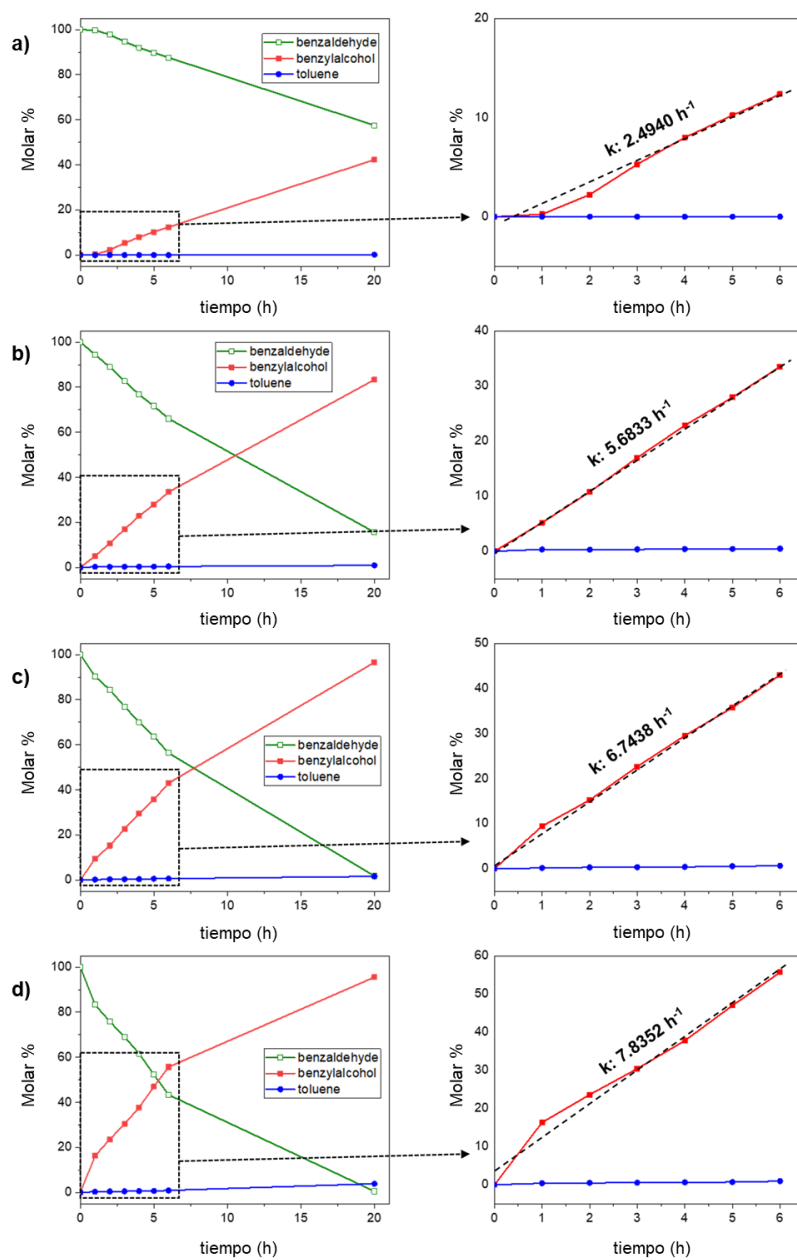 a)
Molar %
100
80
60
40
20
0
benzaldehyde
benzylalcohol
toluene
0 5 10 15 20
tiempo (h)
Molar %
20
10
0
k: 2.4940 h⁻¹
0 1 2 3 4 5 6
tiempo (h)
b)
Molar %
100
80
60
40
20
0
benzaldehyde
benzylalcohol
toluene
0 5 10 15 20
tiempo (h)
Molar %
40
30
20
10
0
k: 5.6833 h⁻¹
0 1 2 3 4 5 6
tiempo (h)
c)
Molar %
100
80
60
40
20
0
benzaldehyde
benzylalcohol
toluene
0 5 10 15 20
tiempo (h)
Molar %
50
40
30
20
10
0
k: 6.7438 h⁻¹
0 1 2 3 4 5 6
tiempo (h)
d)
Molar %
100
80
60
40
20
0
benzaldehyde
benzylalcohol
toluene
0 5 10 15 20
tiempo (h)
Molar %
60
50
40
30
20
10
0
k: 7.8352 h⁻¹
0 1 2 3 4 5 6
tiempo (h)